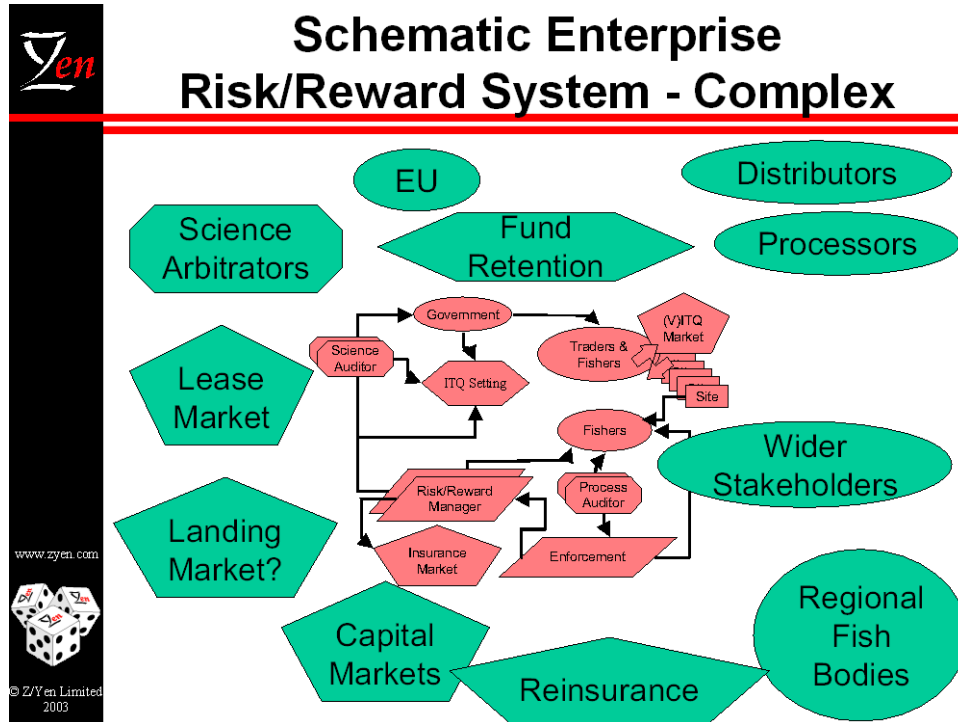 Zen
Schematic Enterprise
Risk/Reward System - Complex
EU
Distributors
Science
Arbitrators
Fund
Retention
Processors
Government
(V)ITQ
Market
Science
Auditor
Traders &
Fishers
ITQ Setting
Site
Lease
Market
Fishers
Wider
Stakeholders
Risk/Reward
Manager
Process
Auditor
Landing
Market?
Insurance
Market
Enforcement
www.zyen.com
Regional
Fish
Bodies
Capital
Markets
Reinsurance
© Z/Yen Limited
2003